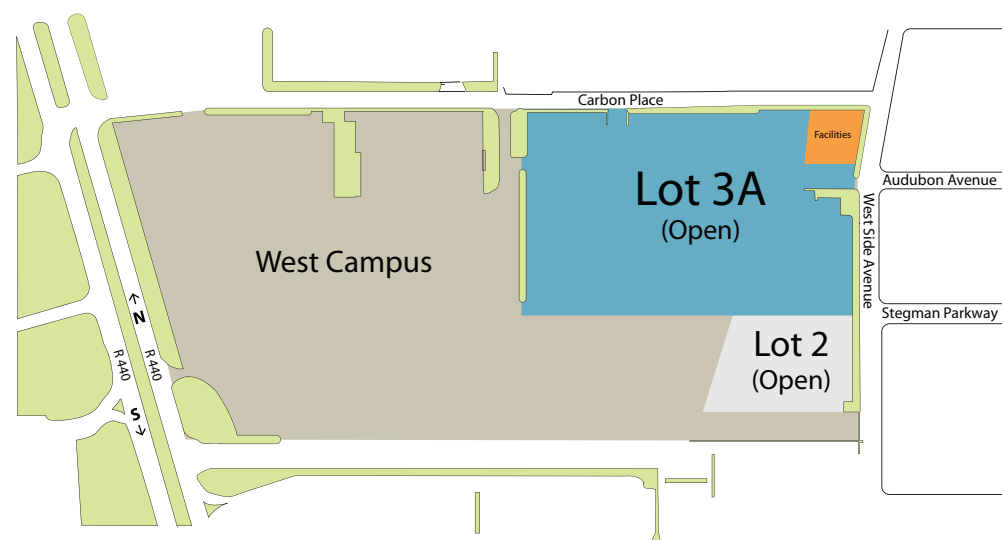 Carbon Place
Facilities
Lot 3A
(Open)
Audubon Avenue
West Side Avenue
West Campus
← N
Stegman Parkway
Lot 2
(Open)
R 440
R 440
S →